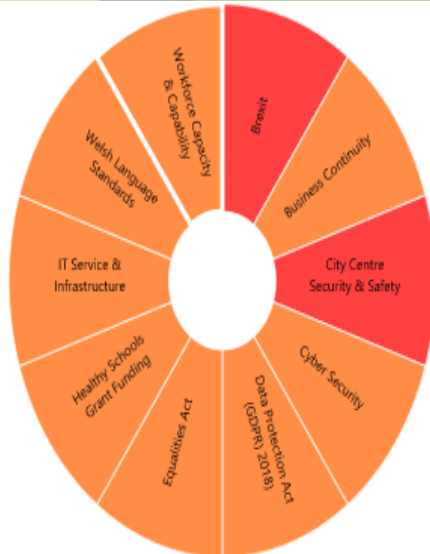 Brexit
Business Continuity
City Centre
Security & Safety
Cyber Security
Data Protection Act
(GDPR) 2018)
Equalities Act
Healthy Schools
Grant Funding
IT Service &
Infrastructure
Welsh Language
Standards
Workforce Capacity
& Capability